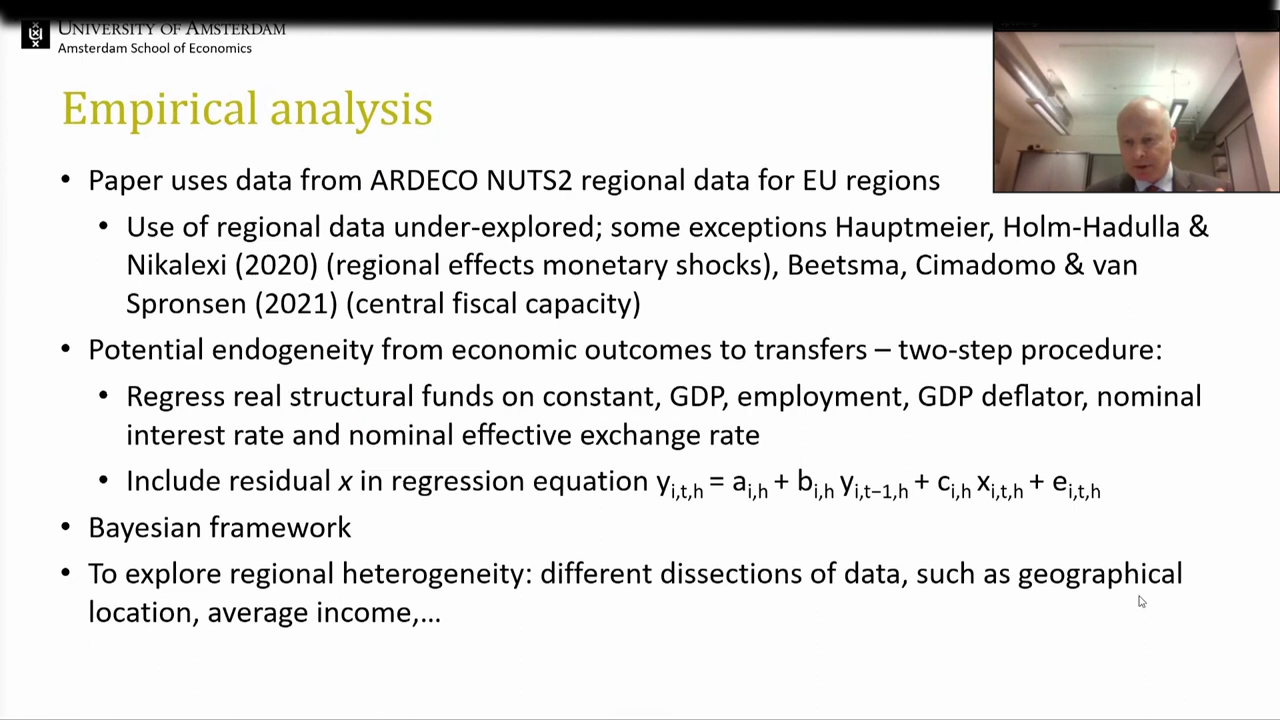 UNIVERSITY OF AMSTERDAM
Amsterdam School of Economics
Empirical analysis
• Paper uses data from ARDECO NUTS2 regional data for EU regions
• Use of regional data under-explored; some exceptions Hauptmeier, Holm-Hadulla &
Nikalexi (2020) (regional effects monetary shocks), Beetsma, Cimadomo & van
Spronsen (2021) (central fiscal capacity)
• Potential endogeneity from economic outcomes to transfers – two-step procedure:
• Regress real structural funds on constant, GDP, employment, GDP deflator, nominal
interest rate and nominal effective exchange rate
• Include residual x in regression equation yi,t,h = ai,h + bi,h yi,t−1,h + ci,h xi,t,h + ei,t,h
• Bayesian framework
• To explore regional heterogeneity: different dissections of data, such as geographical
location, average income,...